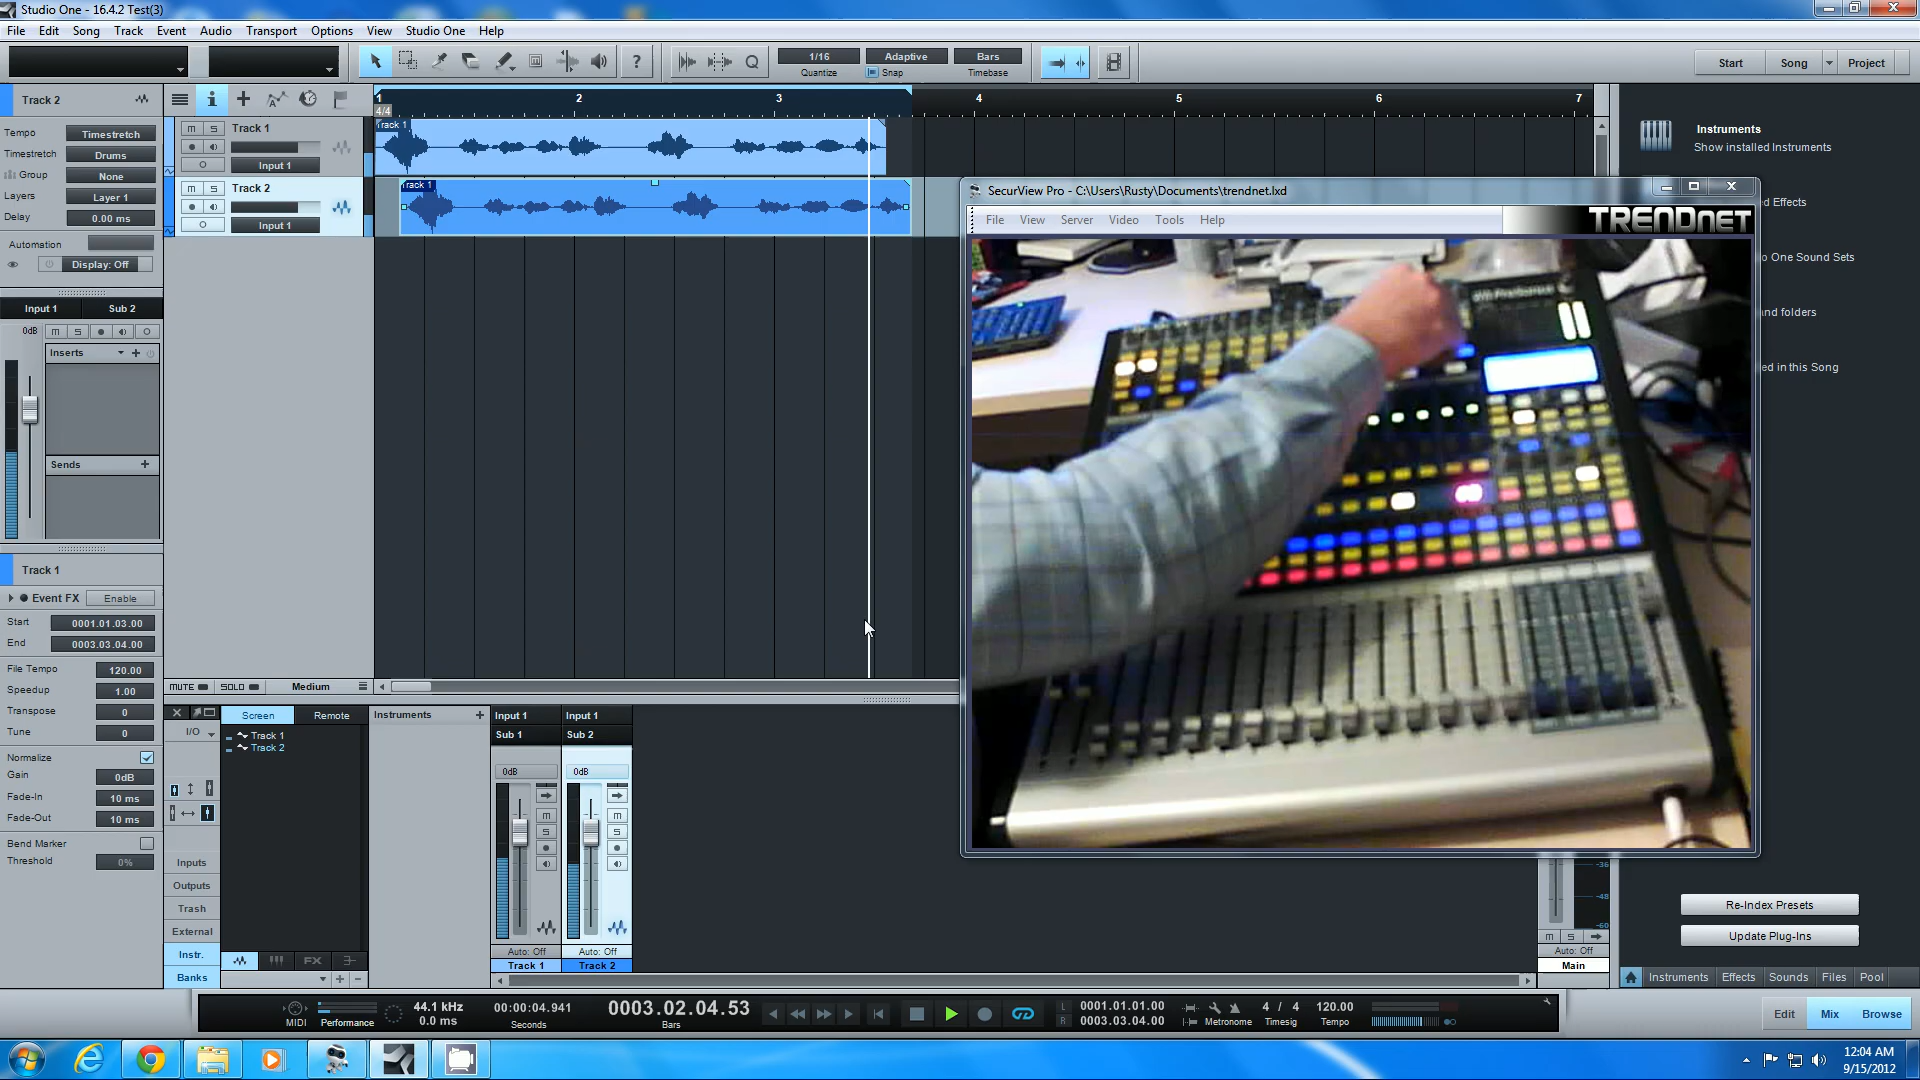 Studio One - 16.4.2 Test(3)
File Edit Song Track Event Audio Transport Options View Studio One Help
1/16 Adaptive Bars
Quantize Snap Timebase
Start Song Project
Track 2
1 2 3 4 5 6 7
4/4
Tempo Timestretch
Timestretch Drums
Group None
Layers Layer 1
Delay 0.00 ms
Automation
Display: Off
M S Track 1
Input 1
M S Track 2
Input 1
Track 1
Track 1
Instruments
Show installed Instruments
SecurView Pro - C:\Users\Rusty\Documents\trendnet.lxd
File View Server Video Tools Help
TRENDNET
ed Effects
o One Sound Sets
and folders
ed in this Song
Input 1 Sub 2
0dB M S
Inserts
Sends
Track 1
Event FX Enable
Start 0001.01.03.00
End 0003.03.04.00
File Tempo 120.00
Speedup 1.00
Transpose 0
Tune 0
Normalize
Gain 0dB
Fade-In 10 ms
Fade-Out 10 ms
Bend Marker
Threshold 0%
MUTE SOLO Medium
Screen Remote Instruments
I/O
Track 1
Track 2
Inputs
Outputs
Trash
External
Instr.
Banks
FX
Input 1 Input 1
Sub 1 Sub 2
0dB 0dB
M M
S S
Auto: Off Auto: Off
Track 1 Track 2
-36
-48
-60
M S
Auto: Off
Main
Re-Index Presets
Update Plug-Ins
Instruments Effects Sounds Files Pool
MIDI Performance
44.1 kHz
0.0 ms
00:00:04.941
Seconds
0003.02.04.53
Bars
L 0001.01.01.00
R 0003.03.04.00
Metronome
4 / 4
Timesig
120.00
Tempo
Edit Mix Browse
12:04 AM
9/15/2012